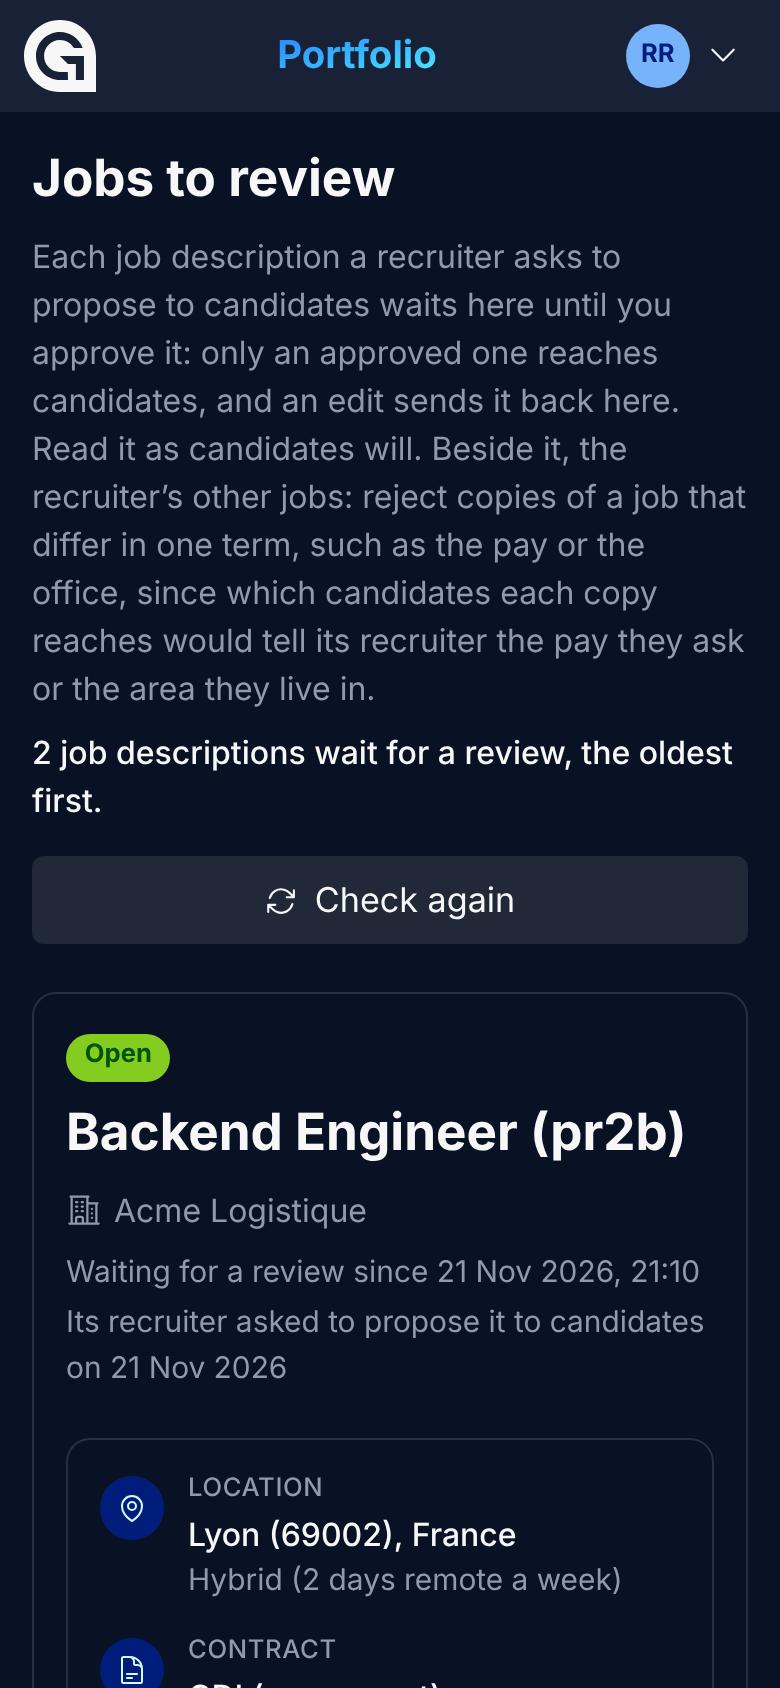 Portfolio
RR
Jobs to review
Each job description a recruiter asks to
propose to candidates waits here until you
approve it: only an approved one reaches
candidates, and an edit sends it back here.
Read it as candidates will. Beside it, the
recruiter’s other jobs: reject copies of a job that
differ in one term, such as the pay or the
office, since which candidates each copy
reaches would tell its recruiter the pay they ask
or the area they live in.
2 job descriptions wait for a review, the oldest
first.
Check again
Open
Backend Engineer (pr2b)
Acme Logistique
Waiting for a review since 21 Nov 2026, 21:10
Its recruiter asked to propose it to candidates
on 21 Nov 2026
LOCATION
Lyon (69002), France
Hybrid (2 days remote a week)
CONTRACT